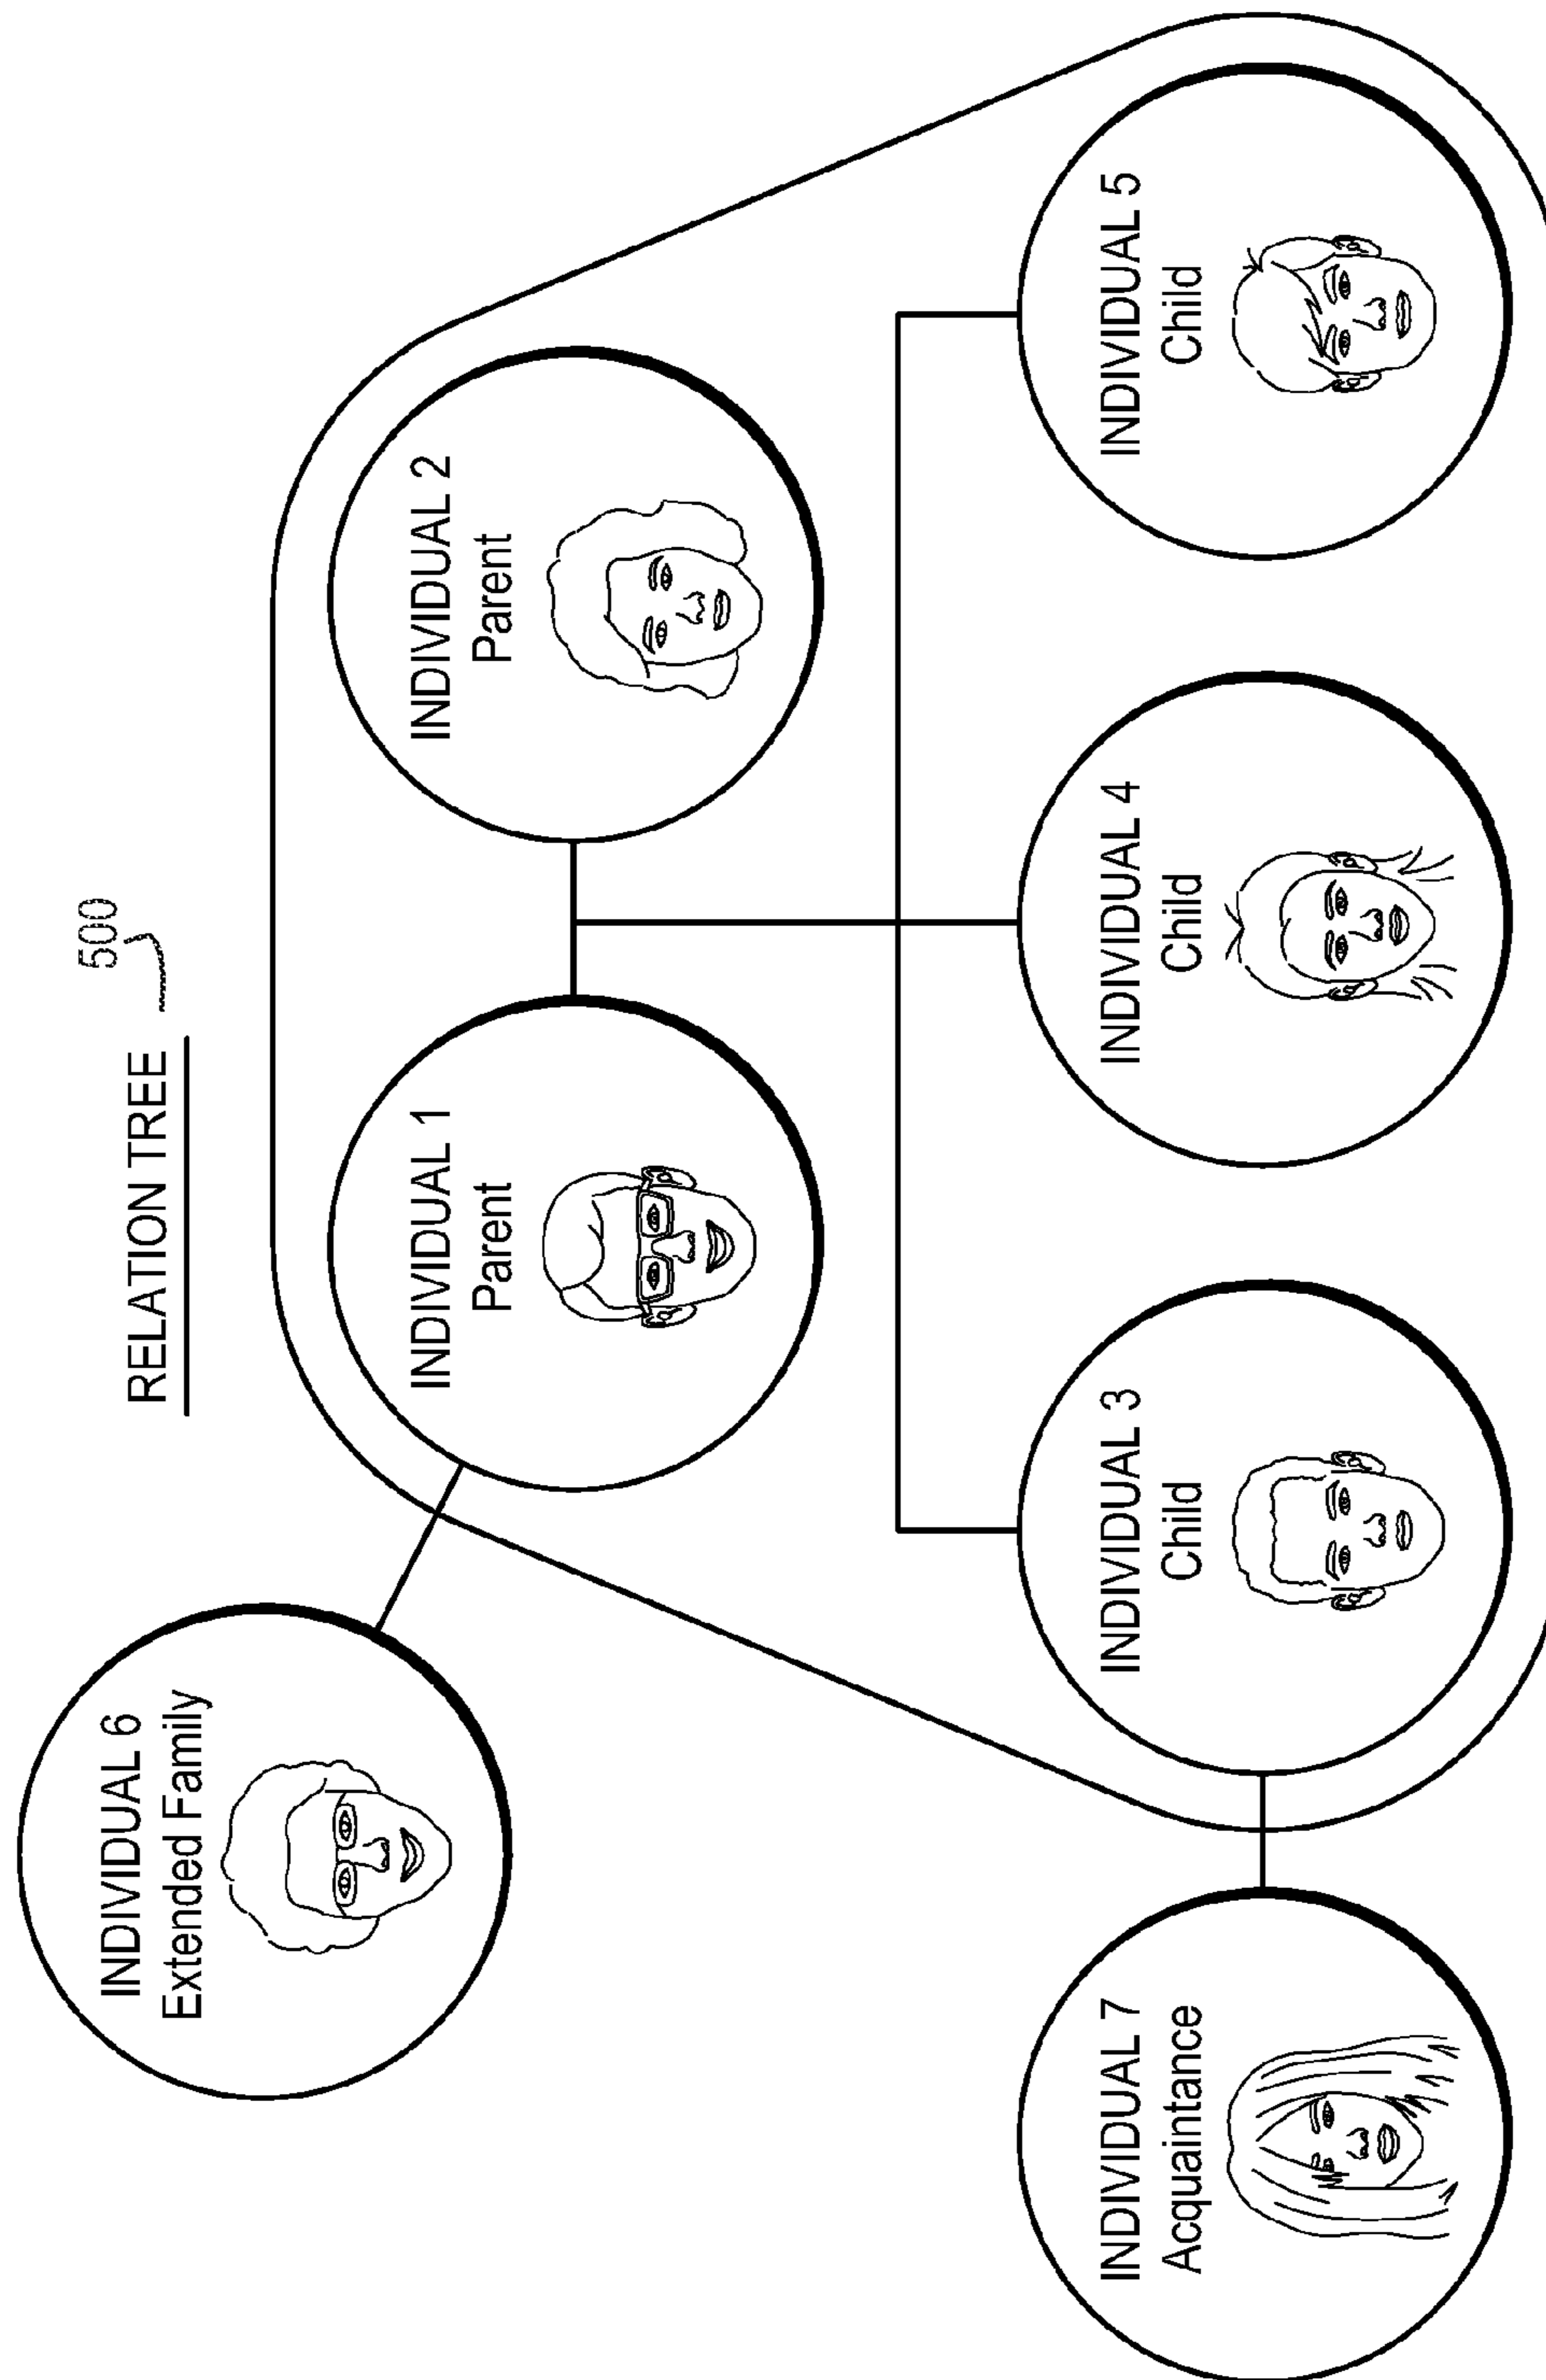 RELATION TREE
500
INDIVIDUAL 6
Extended Family
INDIVIDUAL 1
Parent
INDIVIDUAL 2
Parent
INDIVIDUAL 7
Acquaintance
INDIVIDUAL 3
Child
INDIVIDUAL 4
Child
INDIVIDUAL 5
Child